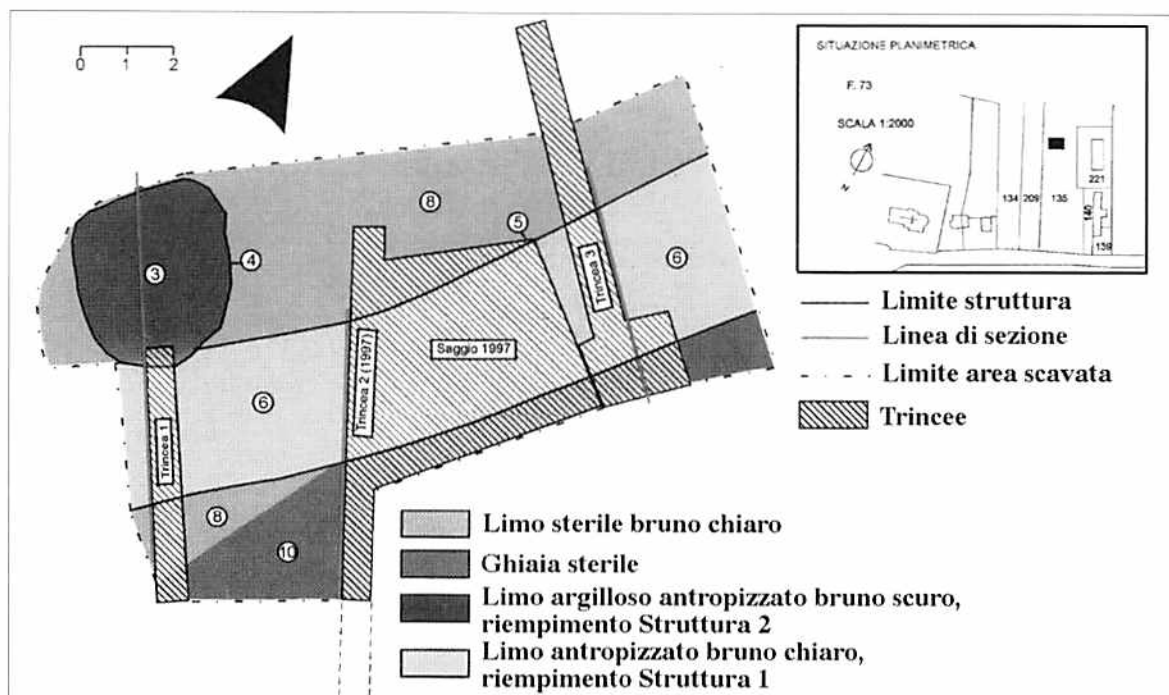 0 1 2
SITUAZIONE PLANIMETRICA
F. 73
SCALA 1:2000
N
134
209
135
221
140
139
8
5
3
4
6
Trincea 3
Saggio 1997
Trincea 2 (1997)
6
Trincea 1
8
10
Limite struttura
Linea di sezione
Limite area scavata
Trincee
Limo sterile bruno chiaro
Ghiaia sterile
Limo argilloso antropizzato bruno scuro,
riempimento Struttura 2
Limo antropizzato bruno chiaro,
riempimento Struttura 1